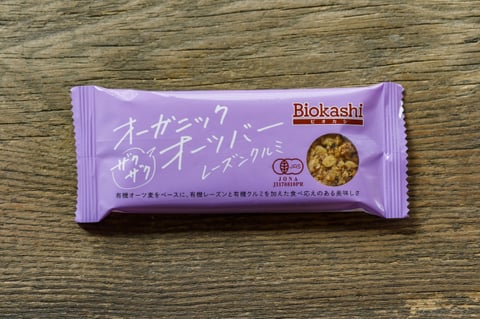 オーガニック
オーツバー
ザクザク
レーズンクルミ
Biokashi
ビオカシ
JAS
JONA
J1176810PR
有機オーツ麦をベースに、有機レーズンと有機クルミを加えた食べ応えのある美味しさ